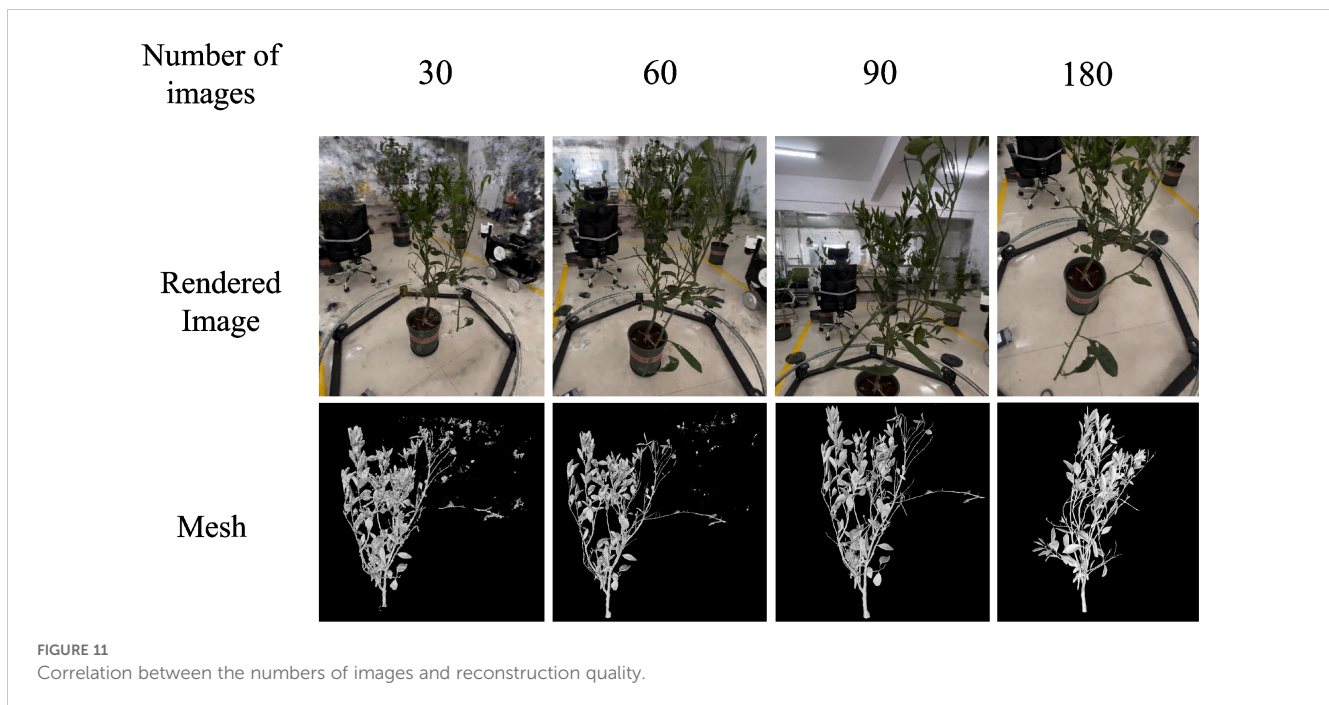 Number of
images
30
60
90
180
Rendered
Image
Mesh
FIGURE 11
Correlation between the numbers of images and reconstruction quality.